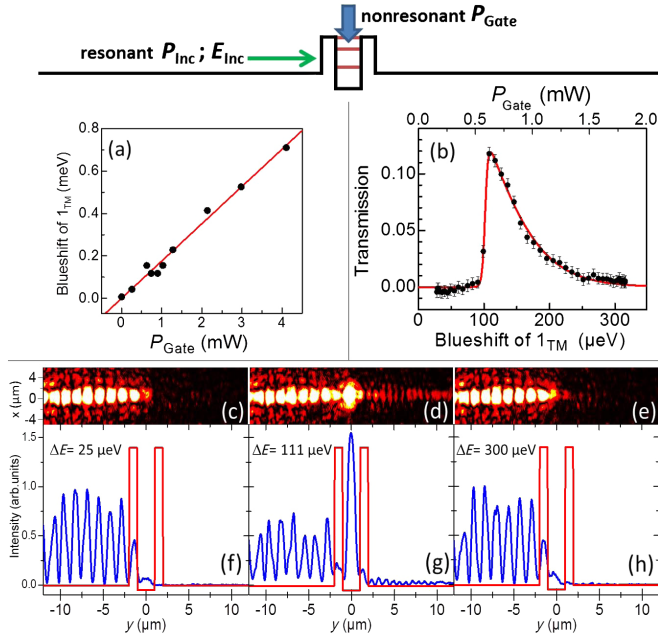 nonresonant P_Gate
resonant P_Inc ; E_Inc
(a)
Blueshift of 1_TM (meV)
0.8
0.6
0.4
0.2
0.0
0 1 2 3 4
P_Gate (mW)
P_Gate (mW)
0.0 0.5 1.0 1.5 2.0
(b)
Transmission
0.10
0.05
0.00
0 100 200 300
Blueshift of 1_TM (μeV)
x (μm)
4
0
-4
(c) (d) (e)
Intensity (arb.units)
1.5
1.0
0.5
0.0
ΔE= 25 μeV ΔE= 111 μeV ΔE= 300 μeV
(f) (g) (h)
-10 -5 0 5 10 -10 -5 0 5 10 -10 -5 0 5 10
y (μm) y (μm) y (μm)